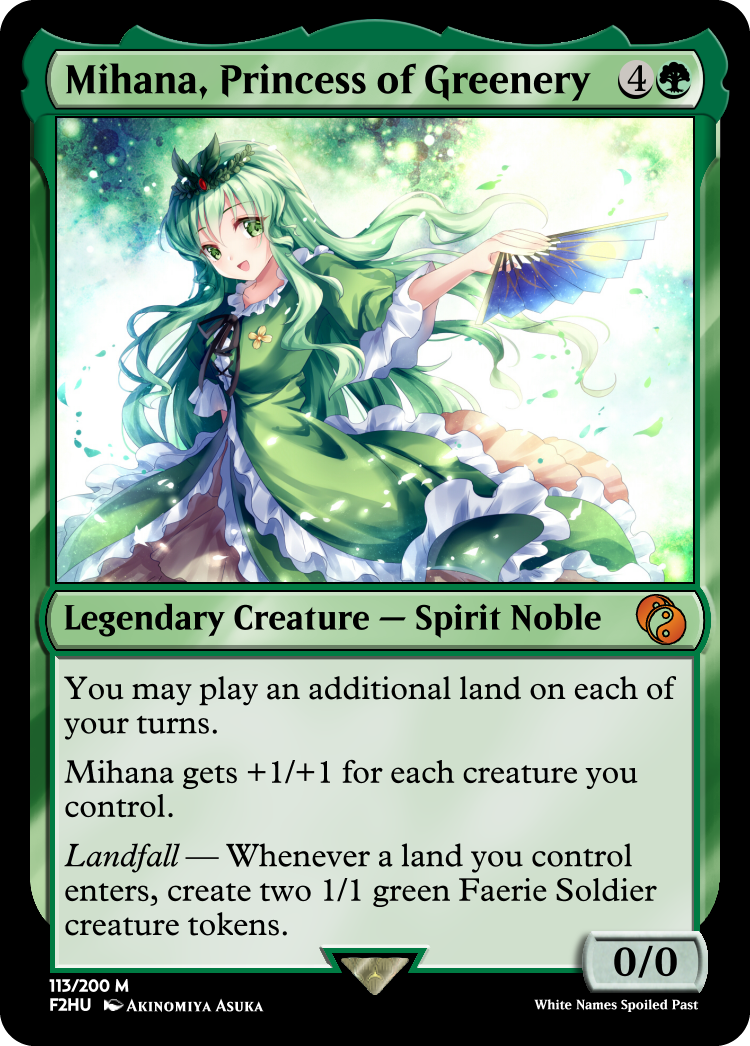 Mihana, Princess of Greenery 4
Legendary Creature — Spirit Noble
You may play an additional land on each of
your turns.
Mihana gets +1/+1 for each creature you
control.
Landfall — Whenever a land you control
enters, create two 1/1 green Faerie Soldier
creature tokens.
0/0
113/200 M
F2HU AKINOMIYA ASUKA
White Names Spoiled Past